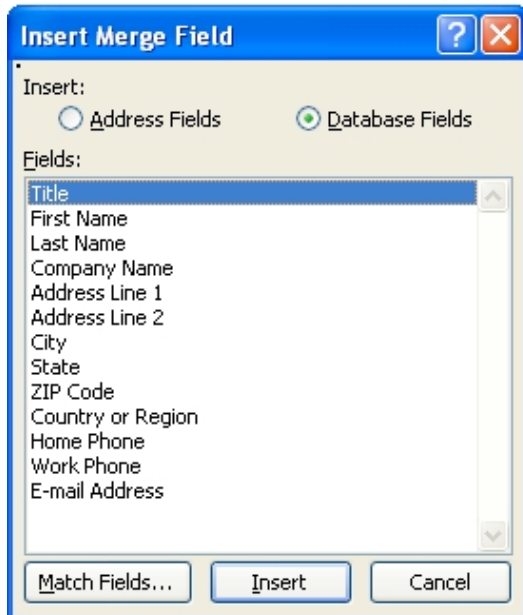 Insert Merge Field
?
Insert:
Address Fields Database Fields
Fields:
Title
First Name
Last Name
Company Name
Address Line 1
Address Line 2
City
State
ZIP Code
Country or Region
Home Phone
Work Phone
E-mail Address
Match Fields... Insert Cancel